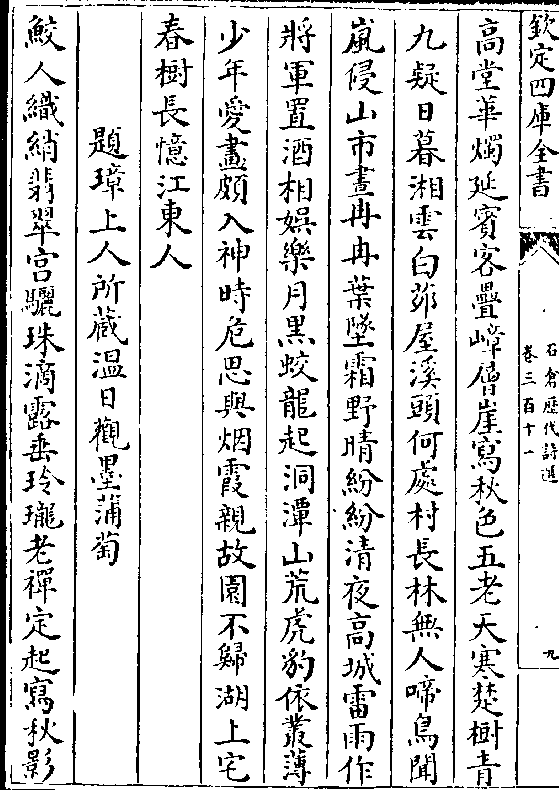 欽定四庫全書
石倉歴代詩選
卷三百十一
九
高堂華燭延賓客疊嶂層崖寫秋色五老天寒楚樹青
九疑日暮湘雲白茆屋溪頭何處村長林無人啼鳥聞
嵐侵山市晝冉冉葉墜霜野晴紛紛清夜高城雷雨作
將軍置酒相娯樂月黒蛟龍起洞潭山荒虎豹依叢薄
少年愛畫頗入神時危思與烟霞親故園不歸湖上宅
春樹長憶江東人
題璋上人所蔵温日觀墨蒲萄
鮫人織綃翡翠宫驪珠滴露垂玲瓏老禪定起寫秋影